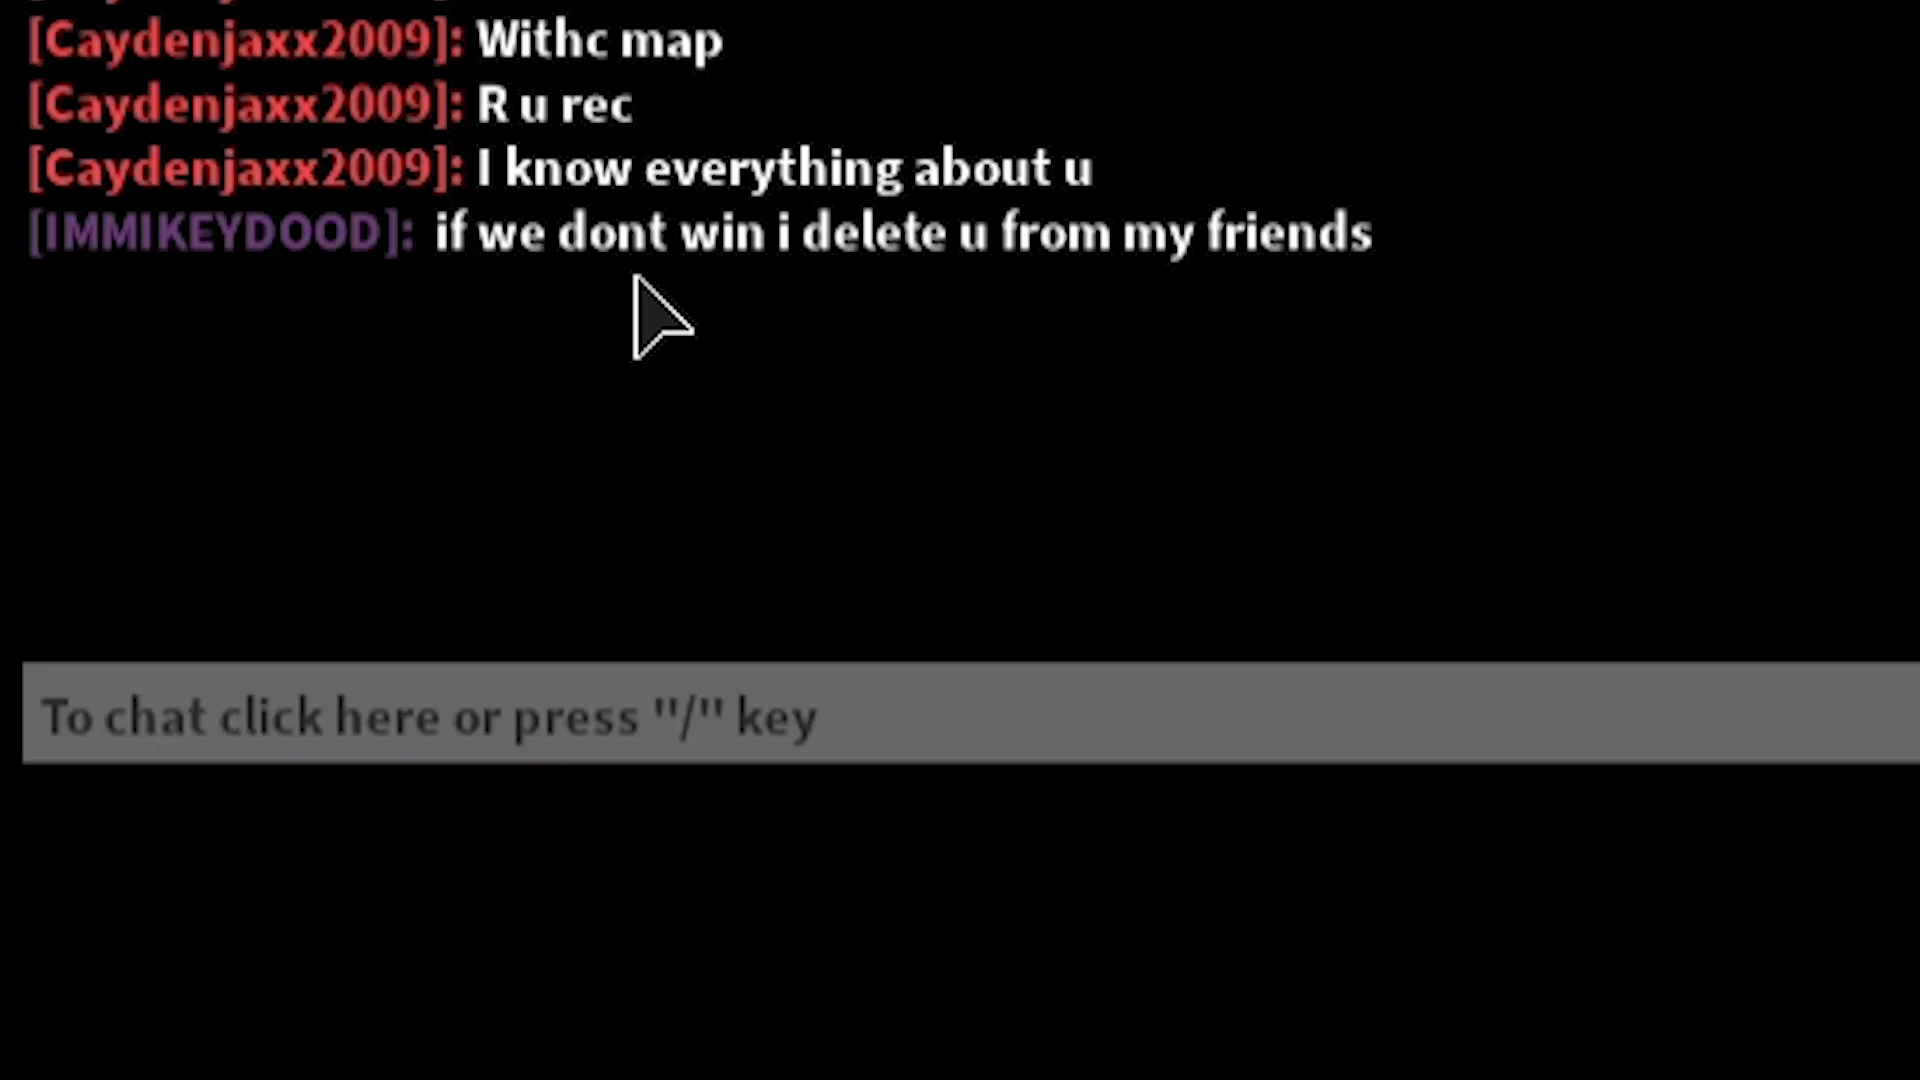 [Caydenjaxx2009]: Withc map
[Caydenjaxx2009]: R u rec
[Caydenjaxx2009]: I know everything about u
[IMMIKEYDOOD]: if we dont win i delete u from my friends
To chat click here or press "/" key